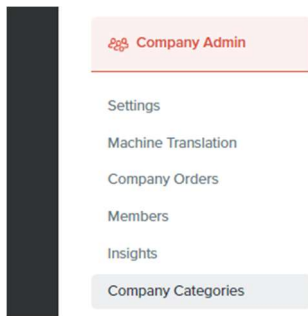 Company Admin
Settings
Machine Translation
Company Orders
Members
Insights
Company Categories